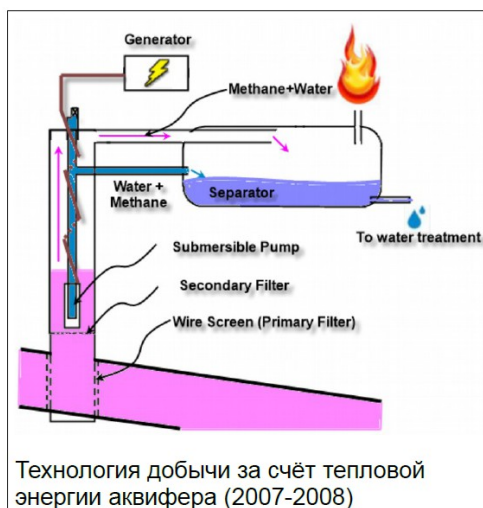 Generator
Methane+Water
Water +
Methane
Separator
To water treatment
Submersible Pump
Secondary Filter
Wire Screen (Primary Filter)
Технология добычи за счёт тепловой
энергии аквифера (2007-2008)